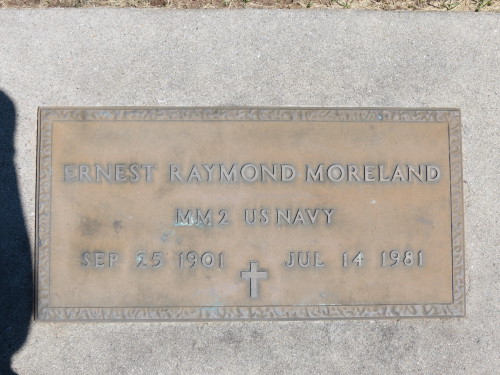 ERNEST RAYMOND MORELAND
MM2 US NAVY
SEP 25 1901 JUL 14 1981